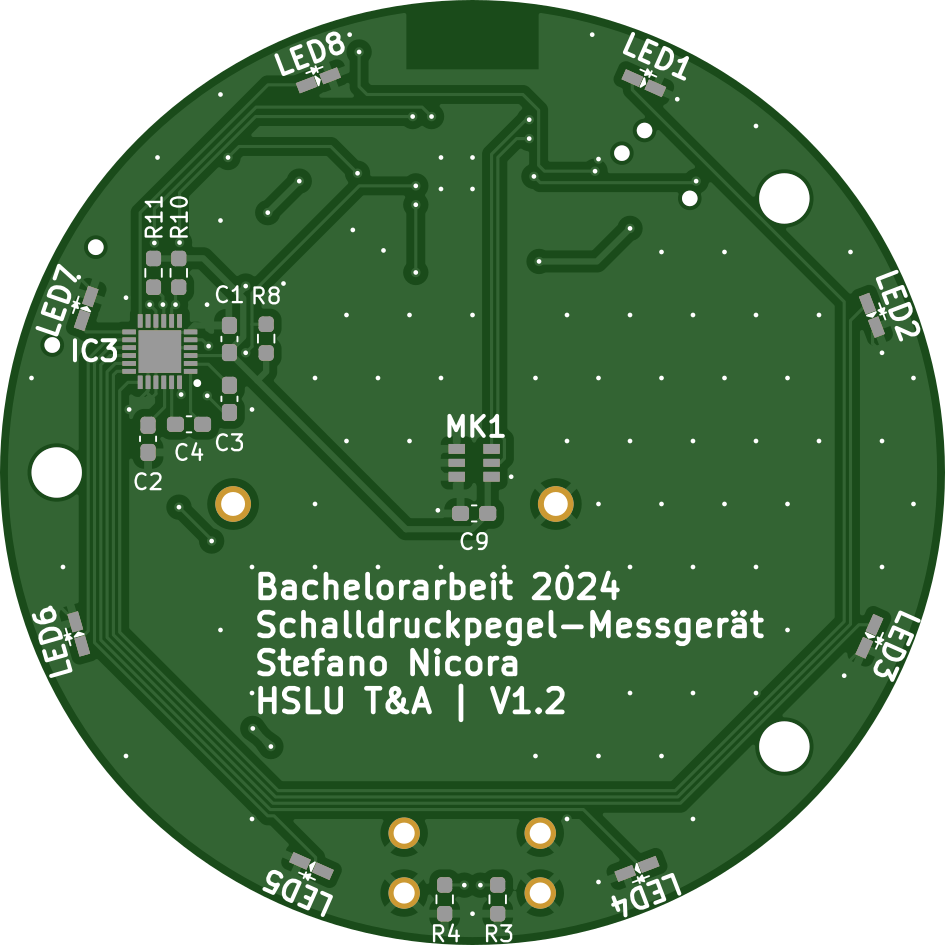 LED8
LED1
R11
R10
LED7
C1
R8
LED2
IC3
MK1
C3
C4
C2
C9
Bachelorarbeit 2024
Schalldruckpegel-Messgerät
Stefano Nicora
HSLU T&A | V1.2
LED6
LED3
LED5
LED4
R4
R3